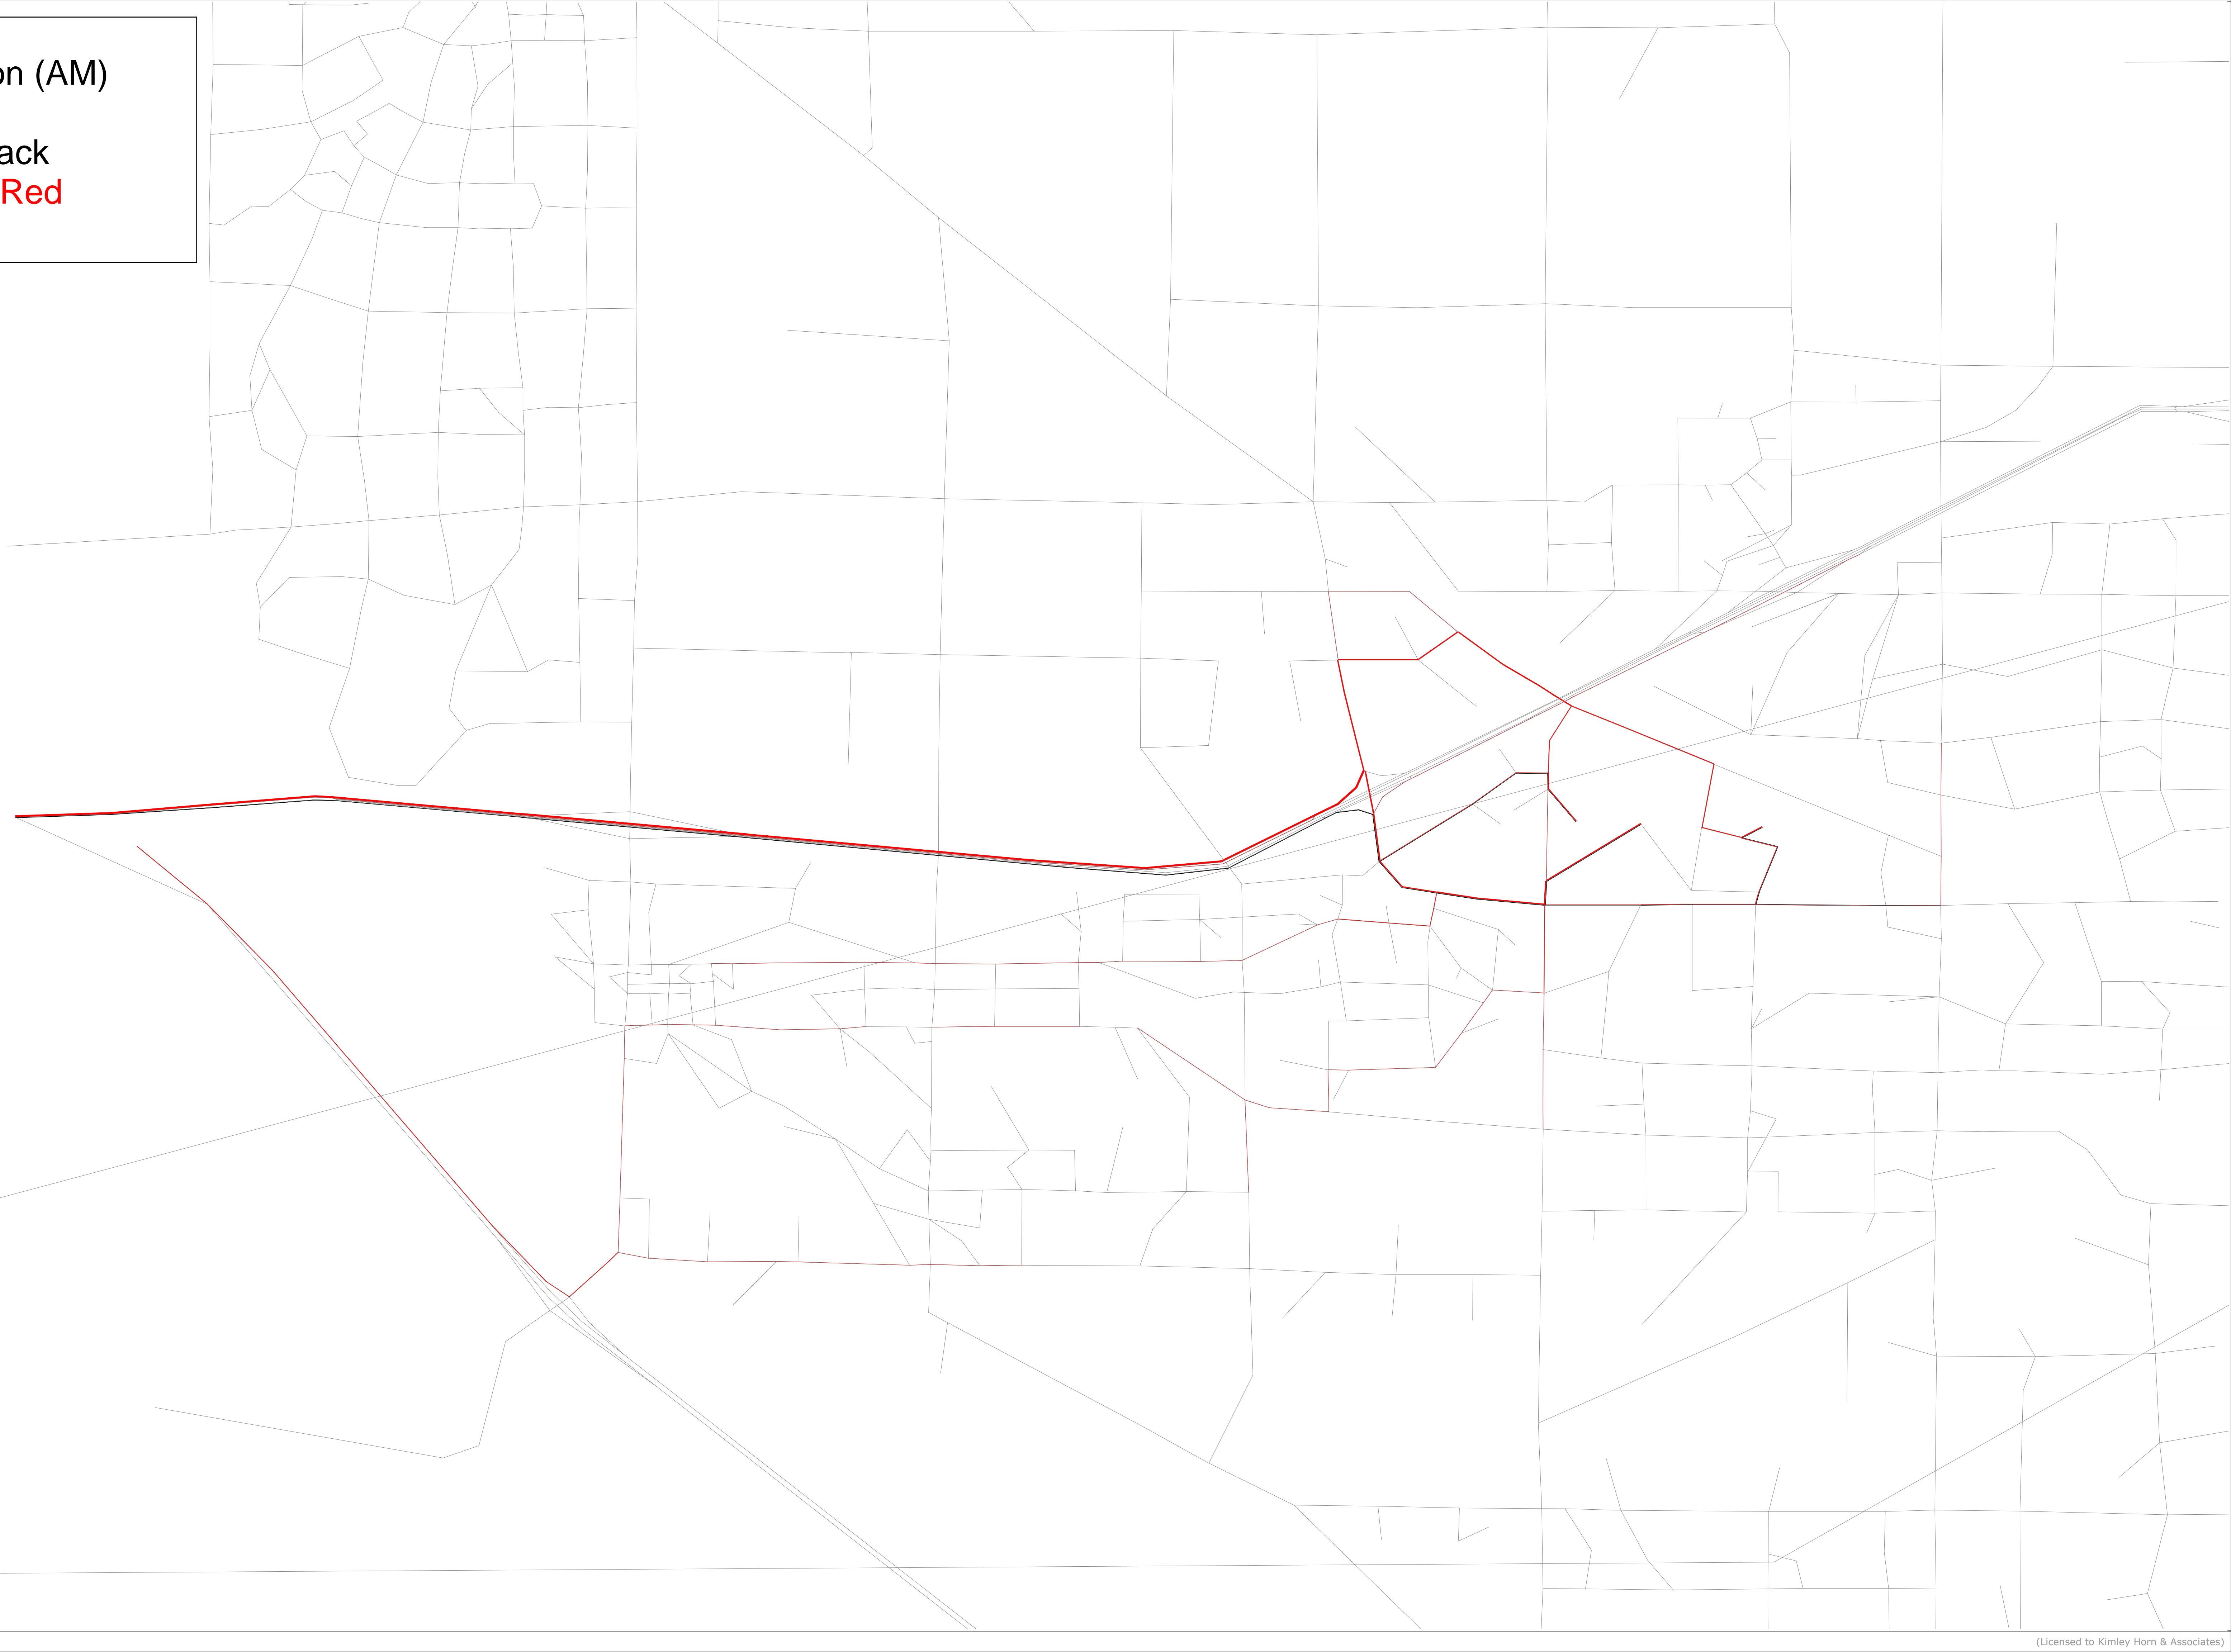 on (AM)
ack
Red
(Licensed to Kimley Horn & Associates)